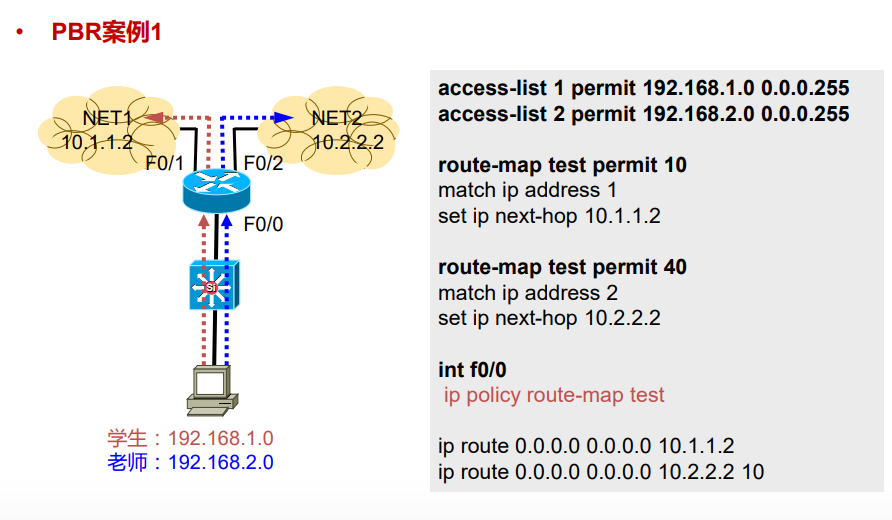 • PBR案例1
NET1
10.1.1.2
NET2
10.2.2.2
F0/1
F0/2
F0/0
Si
学生：192.168.1.0
老师：192.168.2.0
access-list 1 permit 192.168.1.0 0.0.0.255
access-list 2 permit 192.168.2.0 0.0.0.255
route-map test permit 10
match ip address 1
set ip next-hop 10.1.1.2
route-map test permit 40
match ip address 2
set ip next-hop 10.2.2.2
int f0/0
ip policy route-map test
ip route 0.0.0.0 0.0.0.0 10.1.1.2
ip route 0.0.0.0 0.0.0.0 10.2.2.2 10